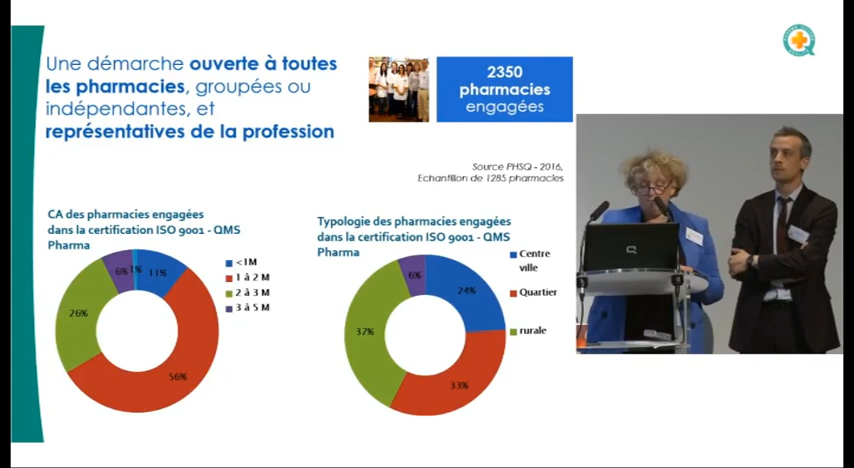 Une démarche ouverte à toutes
les pharmacies, groupées ou
indépendantes, et
représentatives de la profession
2350
pharmacies
engagées
Source PHSQ - 2016,
Echantillon de 1285 pharmacies
CA des pharmacies engagées
dans la certification ISO 9001 - QMS
Pharma
<1M
1 à 2 M
2 à 3 M
3 à 5 M
11%
56%
26%
6%
1%
Typologie des pharmacies engagées
dans la certification ISO 9001 - QMS
Pharma
Centre
ville
Quartier
rurale
24%
33%
37%
6%